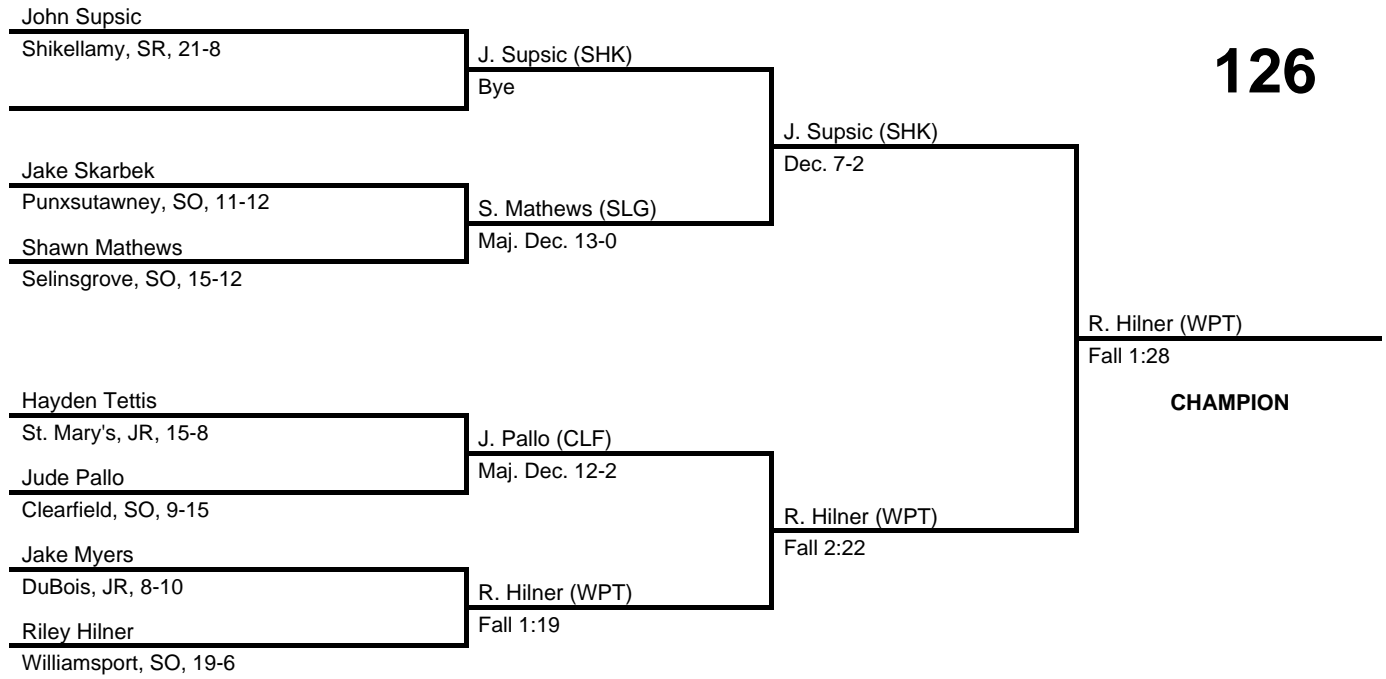 John Supsic
Shikellamy, SR, 21-8
Jake Skarbek
Punxsutawney, SO, 11-12
Shawn Mathews
Selinsgrove, SO, 15-12
Hayden Tettis
St. Mary's, JR, 15-8
Jude Pallo
Clearfield, SO, 9-15
Jake Myers
DuBois, JR, 8-10
Riley Hilner
Williamsport, SO, 19-6
J. Supsic (SHK)
Bye
S. Mathews (SLG)
Maj. Dec. 13-0
J. Pallo (CLF)
Maj. Dec. 12-2
R. Hilner (WPT)
Fall 1:19
J. Supsic (SHK)
Dec. 7-2
R. Hilner (WPT)
Fall 2:22
126
R. Hilner (WPT)
Fall 1:28
CHAMPION